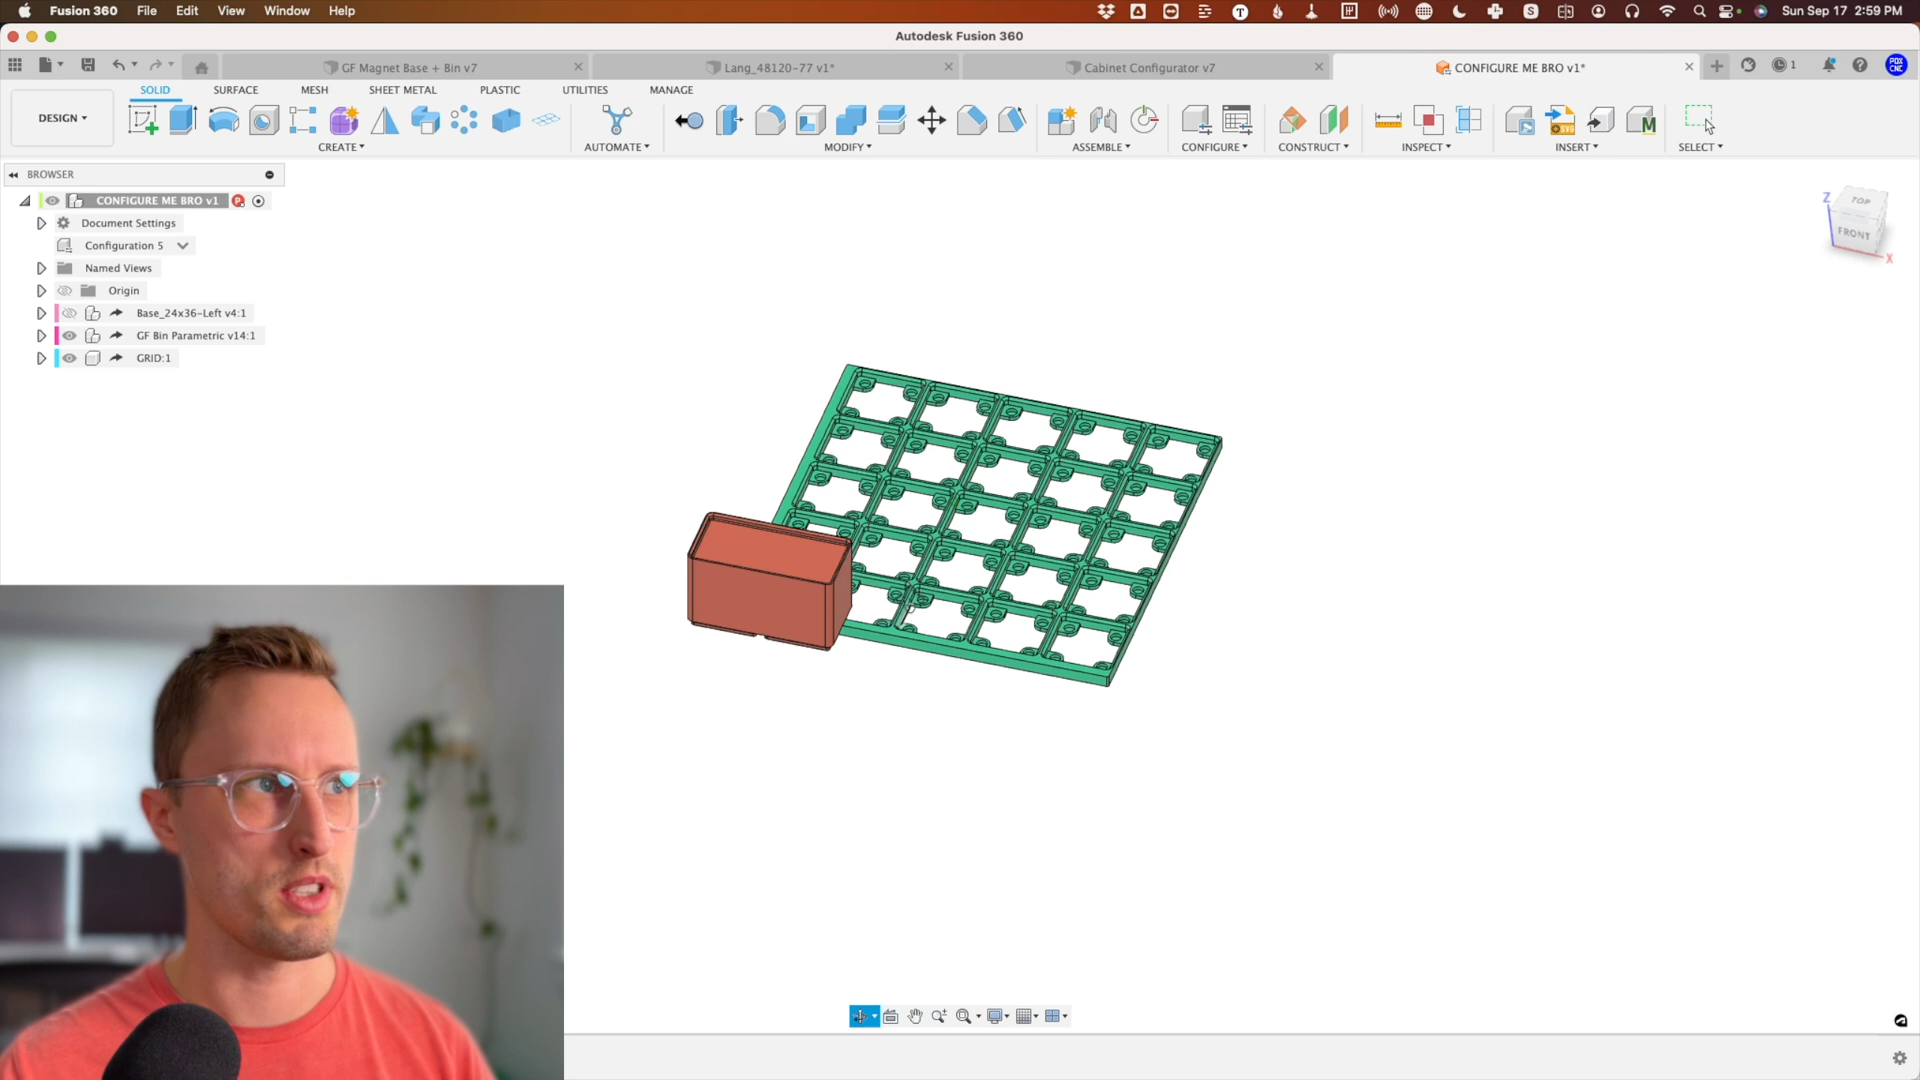 Fusion 360 File Edit View Window Help
T S Sun Sep 17 2:59 PM
Autodesk Fusion 360
GF Magnet Base + Bin v7 Lang_48120-77 v1* Cabinet Configurator v7 CONFIGURE ME BRO v1* 1
SOLID SURFACE MESH SHEET METAL PLASTIC UTILITIES MANAGE
DESIGN
CREATE AUTOMATE MODIFY ASSEMBLE CONFIGURE CONSTRUCT INSPECT INSERT SELECT
BROWSER
CONFIGURE ME BRO v1
Document Settings
Configuration 5
Named Views
Origin
Base_24x36-Left v4:1
GF Bin Parametric v14:1
GRID:1
Z
TOP
FRONT
X